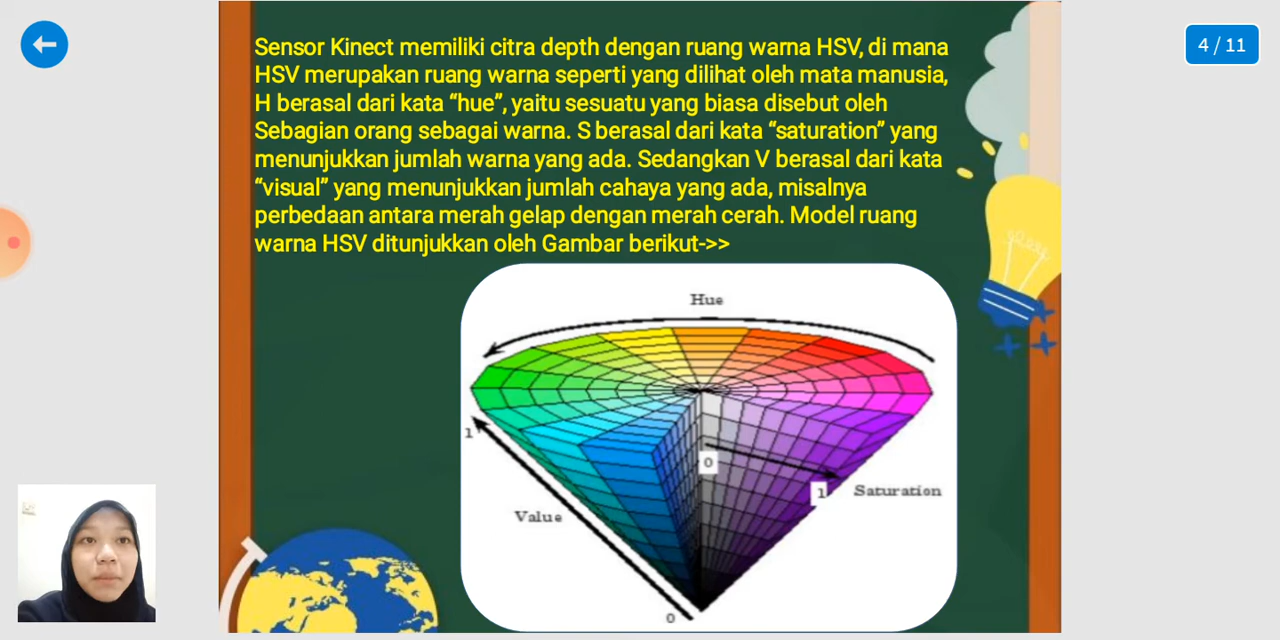 4 / 11
Sensor Kinect memiliki citra depth dengan ruang warna HSV, di mana
HSV merupakan ruang warna seperti yang dilihat oleh mata manusia,
H berasal dari kata “hue”, yaitu sesuatu yang biasa disebut oleh
Sebagian orang sebagai warna. S berasal dari kata “saturation” yang
menunjukkan jumlah warna yang ada. Sedangkan V berasal dari kata
“visual” yang menunjukkan jumlah cahaya yang ada, misalnya
perbedaan antara merah gelap dengan merah cerah. Model ruang
warna HSV ditunjukkan oleh Gambar berikut->>
Hue
1
0
1
Saturation
Value
0